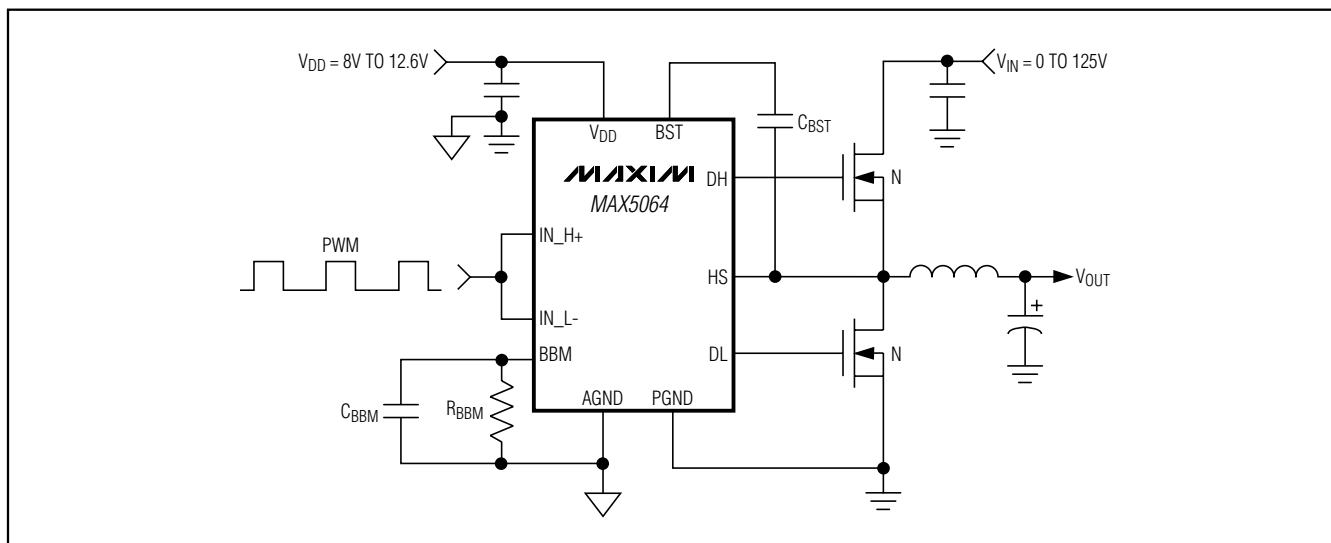 V_DD = 8V TO 12.6V
V_IN = 0 TO 125V
C_BST
V_DD BST
MAXIM
MAX5064
DH
N
PWM
IN_H+
HS
V_OUT
+
IN_L-
BBM
DL
N
AGND PGND
C_BBM
R_BBM